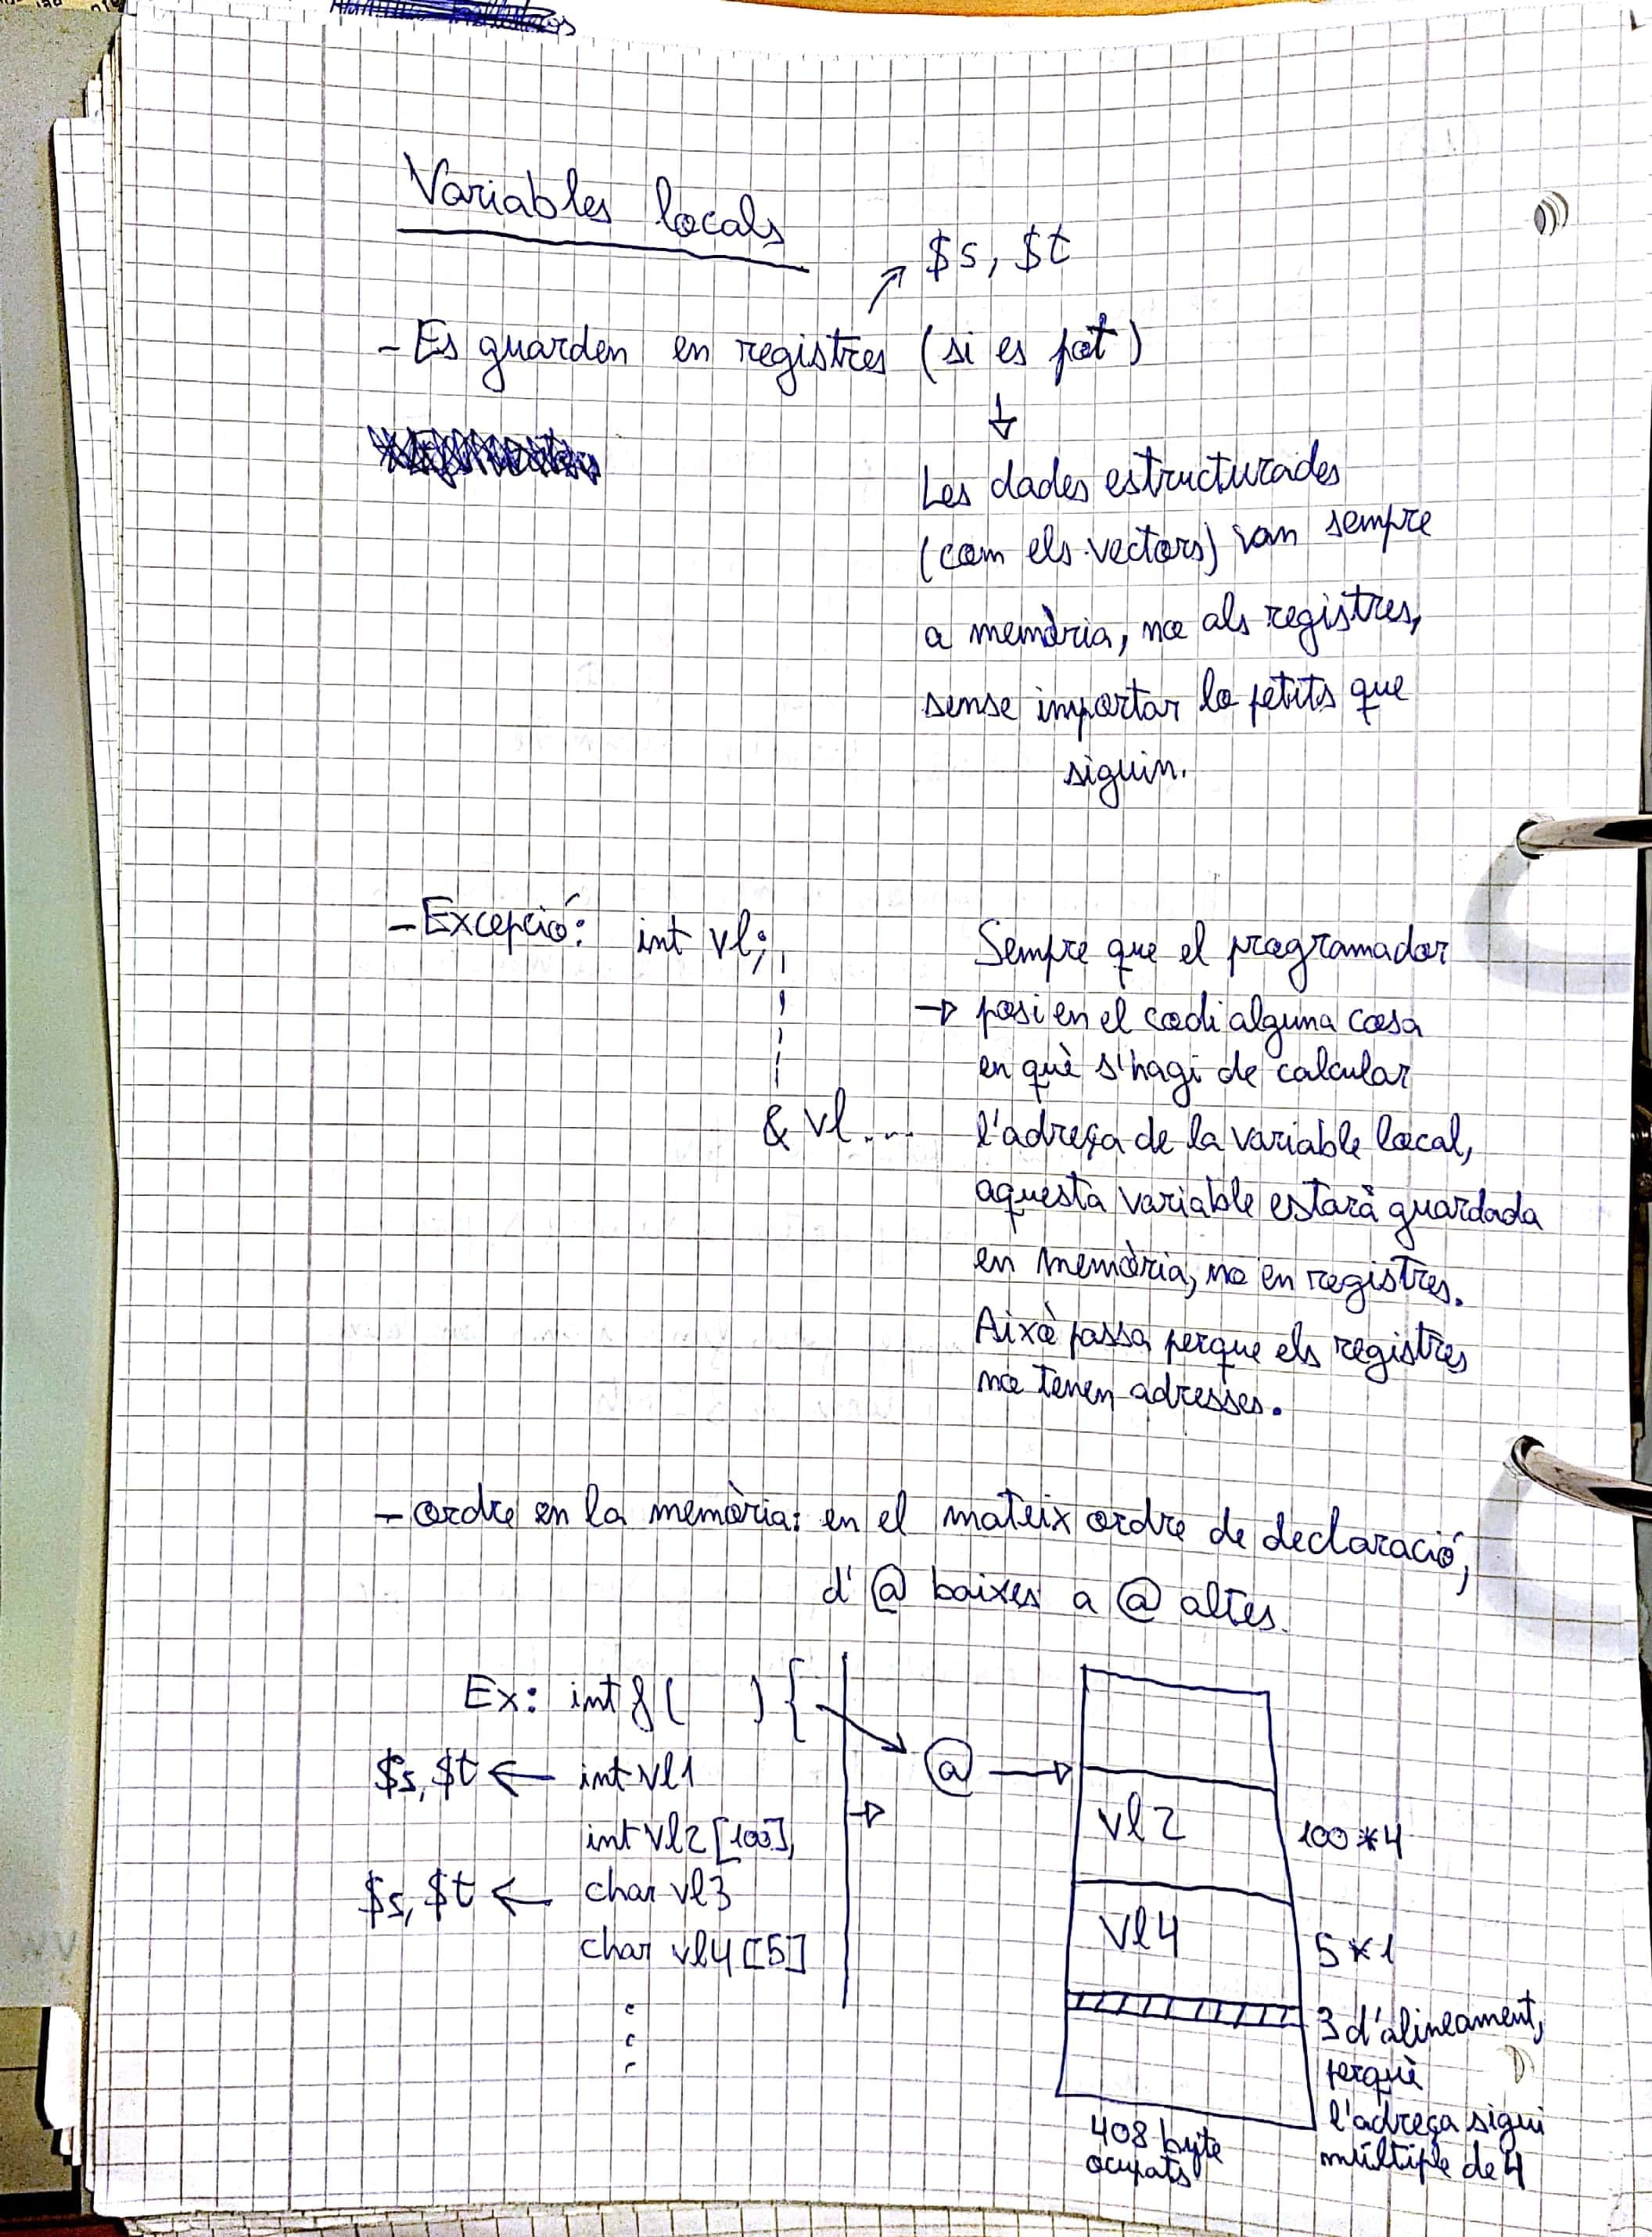 Variables locals
$s, $t
- Es guarden en registres (si es pot)
Les dades estructurades
(com els vectors) van sempre
a memòria, no als registres,
sense importar lo petits que
siguin.
- Excepció: int vl;
& vl...
Sempre que el programador
posi en el codi alguna cosa
en què s'hagi de calcular
l'adreça de la variable local,
aquesta variable estarà guardada
en memòria, no en registres.
Això passa perque els registres
no tenen adresses.
- ordre en la memòria: en el mateix ordre de declaració,
d'@ baixes a @ altes.
Ex: int f( ) {
$s, $t ← int vl1
int vl2 [100],
$s, $t ← char vl3
char vl4 [5]
@
vl2 100*4
vl4 5*1
3 d'alineament,
perquè
l'adreça sigui
múltiple de 4
408 byte
ocupats